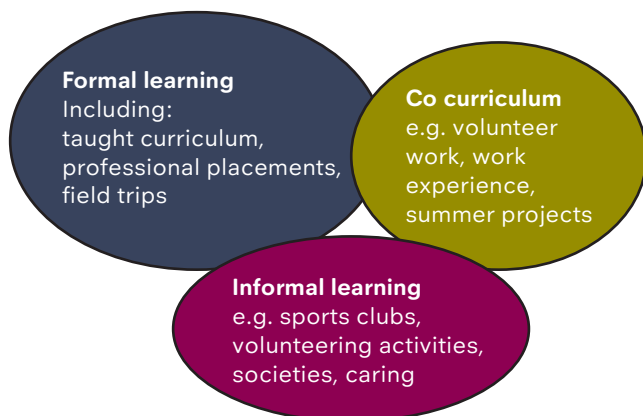 Formal learning
Including:
taught curriculum,
professional placements,
field trips
Co curriculum
e.g. volunteer
work, work
experience,
summer projects
Informal learning
e.g. sports clubs,
volunteering activities,
societies, caring